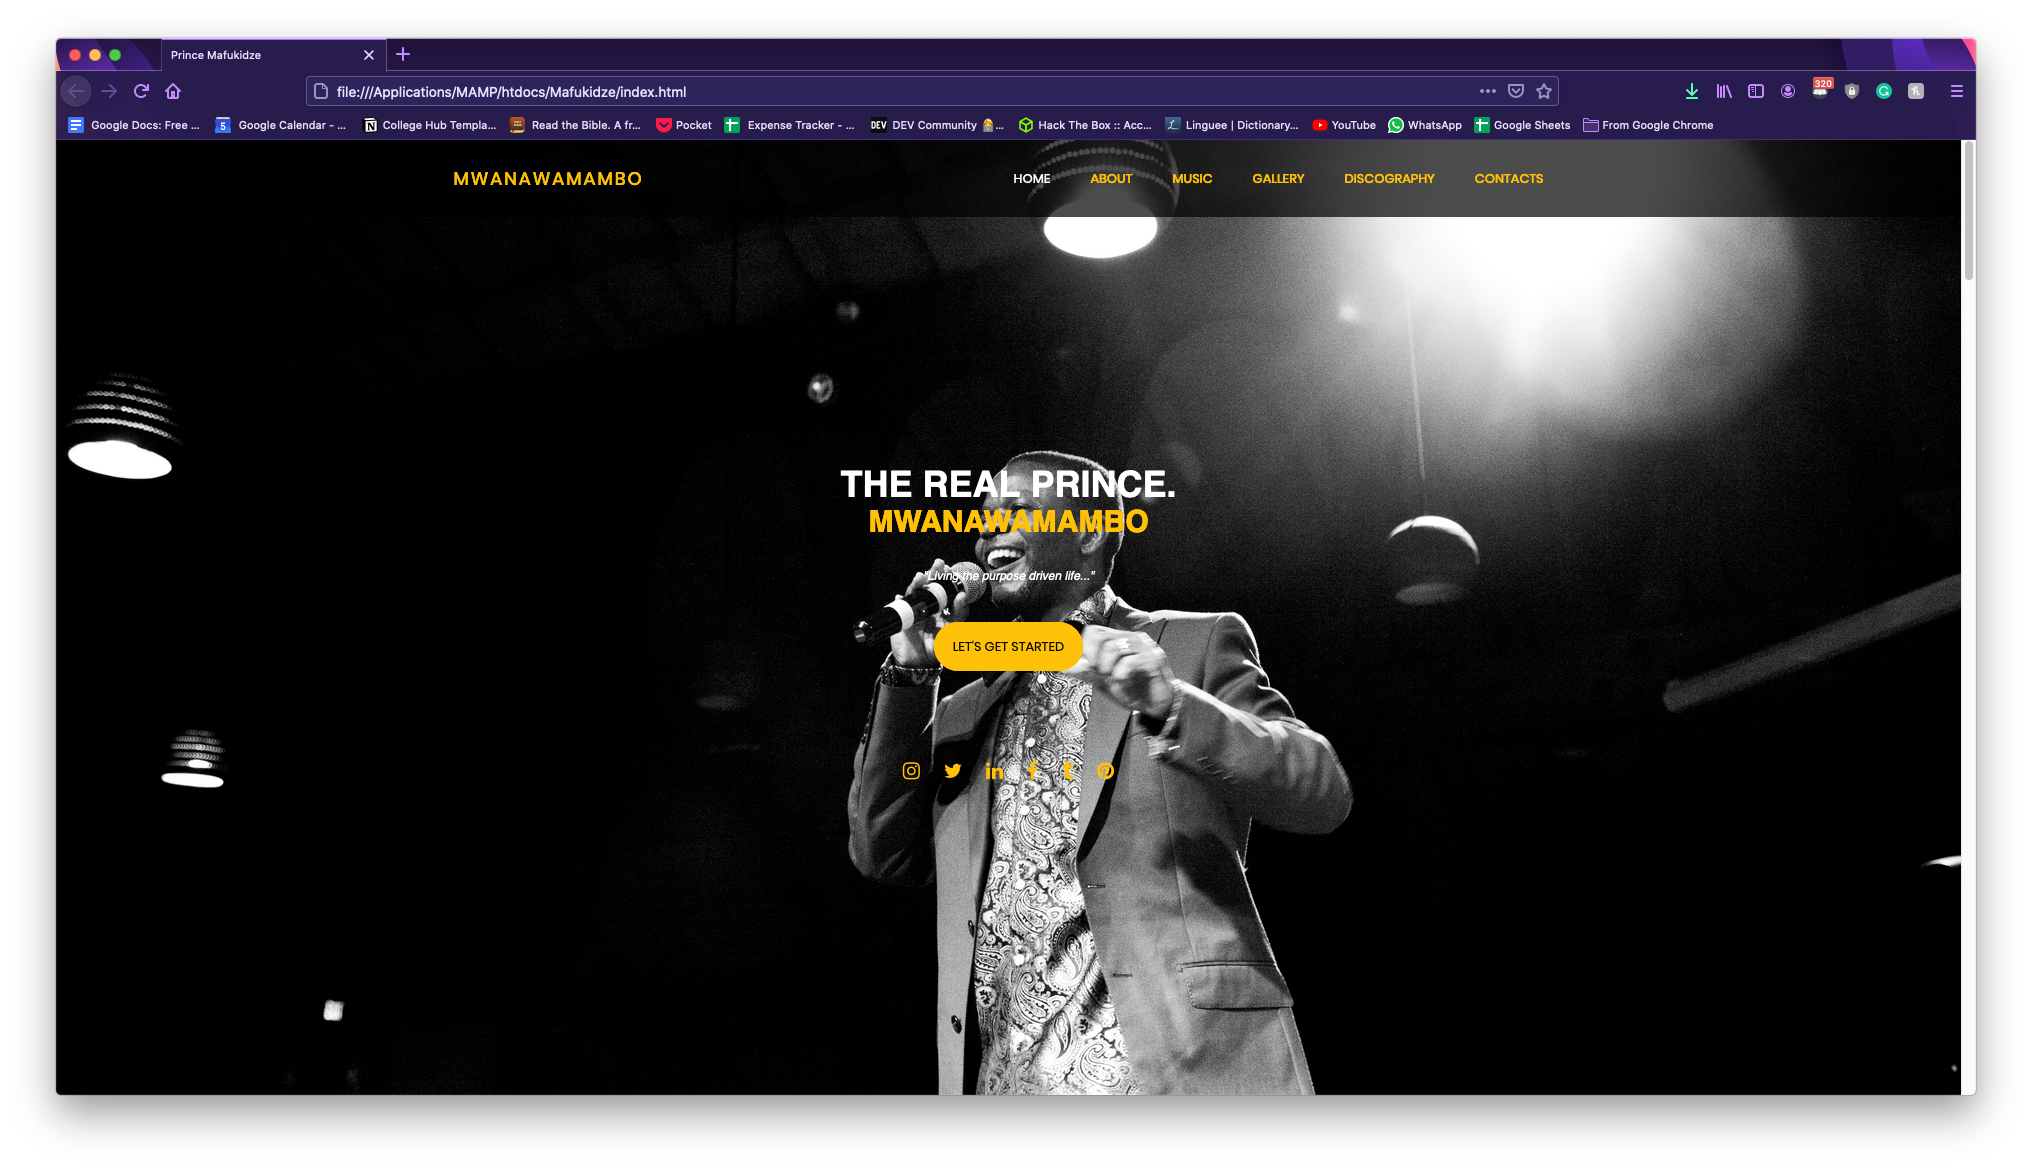 Prince Mafukidze
file:///Applications/MAMP/htdocs/Mafukidze/index.html
320
Google Docs: Free ... 5 Google Calendar - ... College Hub Templa... Read the Bible. A fr... Pocket Expense Tracker - ... DEV DEV Community ... Hack The Box :: Acc... Linguee | Dictionary... YouTube WhatsApp Google Sheets From Google Chrome
MWANAWAMAMBO HOME ABOUT MUSIC GALLERY DISCOGRAPHY CONTACTS
THE REAL PRINCE.
MWANAWAMAMBO
"Living the purpose driven life..."
LET'S GET STARTED